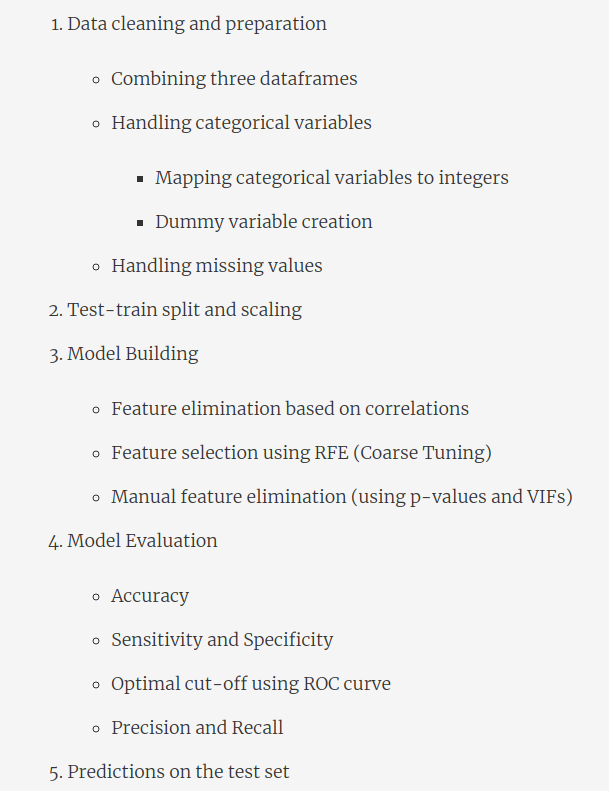 1. Data cleaning and preparation
◦ Combining three dataframes
◦ Handling categorical variables
▪ Mapping categorical variables to integers
▪ Dummy variable creation
◦ Handling missing values
2. Test-train split and scaling
3. Model Building
◦ Feature elimination based on correlations
◦ Feature selection using RFE (Coarse Tuning)
◦ Manual feature elimination (using p-values and VIFs)
4. Model Evaluation
◦ Accuracy
◦ Sensitivity and Specificity
◦ Optimal cut-off using ROC curve
◦ Precision and Recall
5. Predictions on the test set